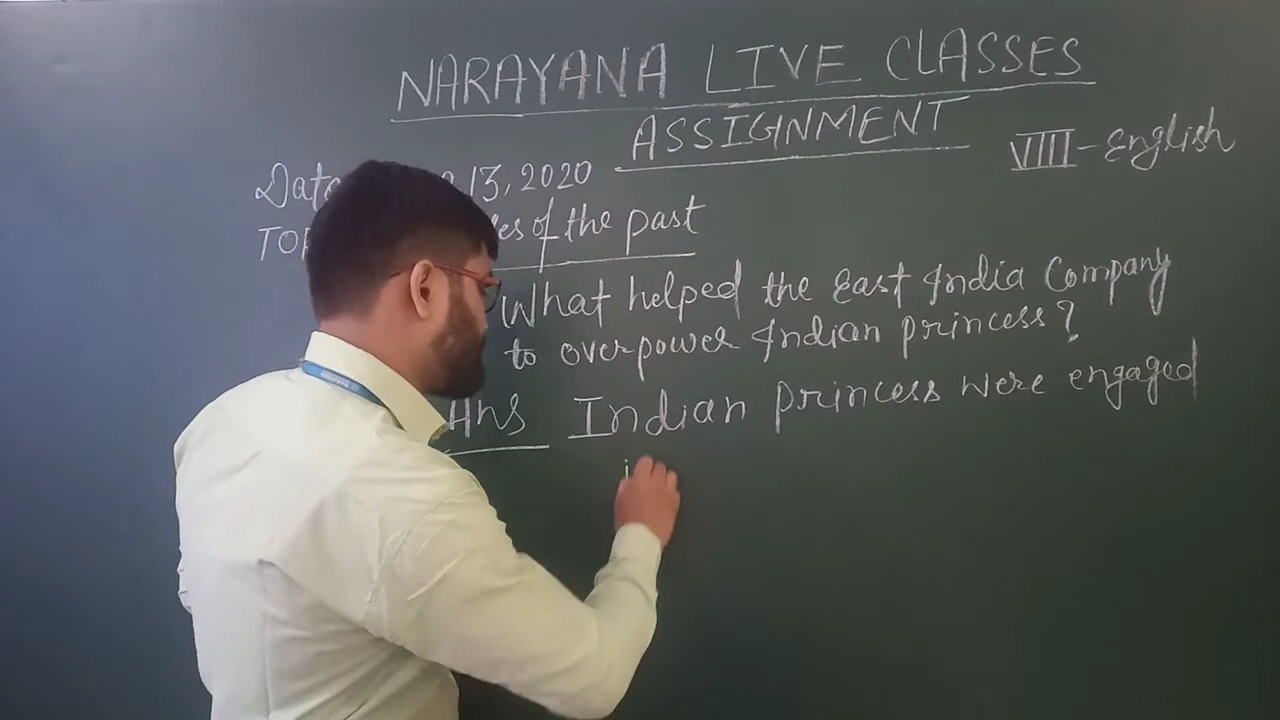 NARAYANA LIVE CLASSES
ASSIGNMENT
VIII-English
Date 13, 2020
TOP es of the past
What helped the East India Company
to overpower Indian princess?
Ans Indian princess were engaged
i